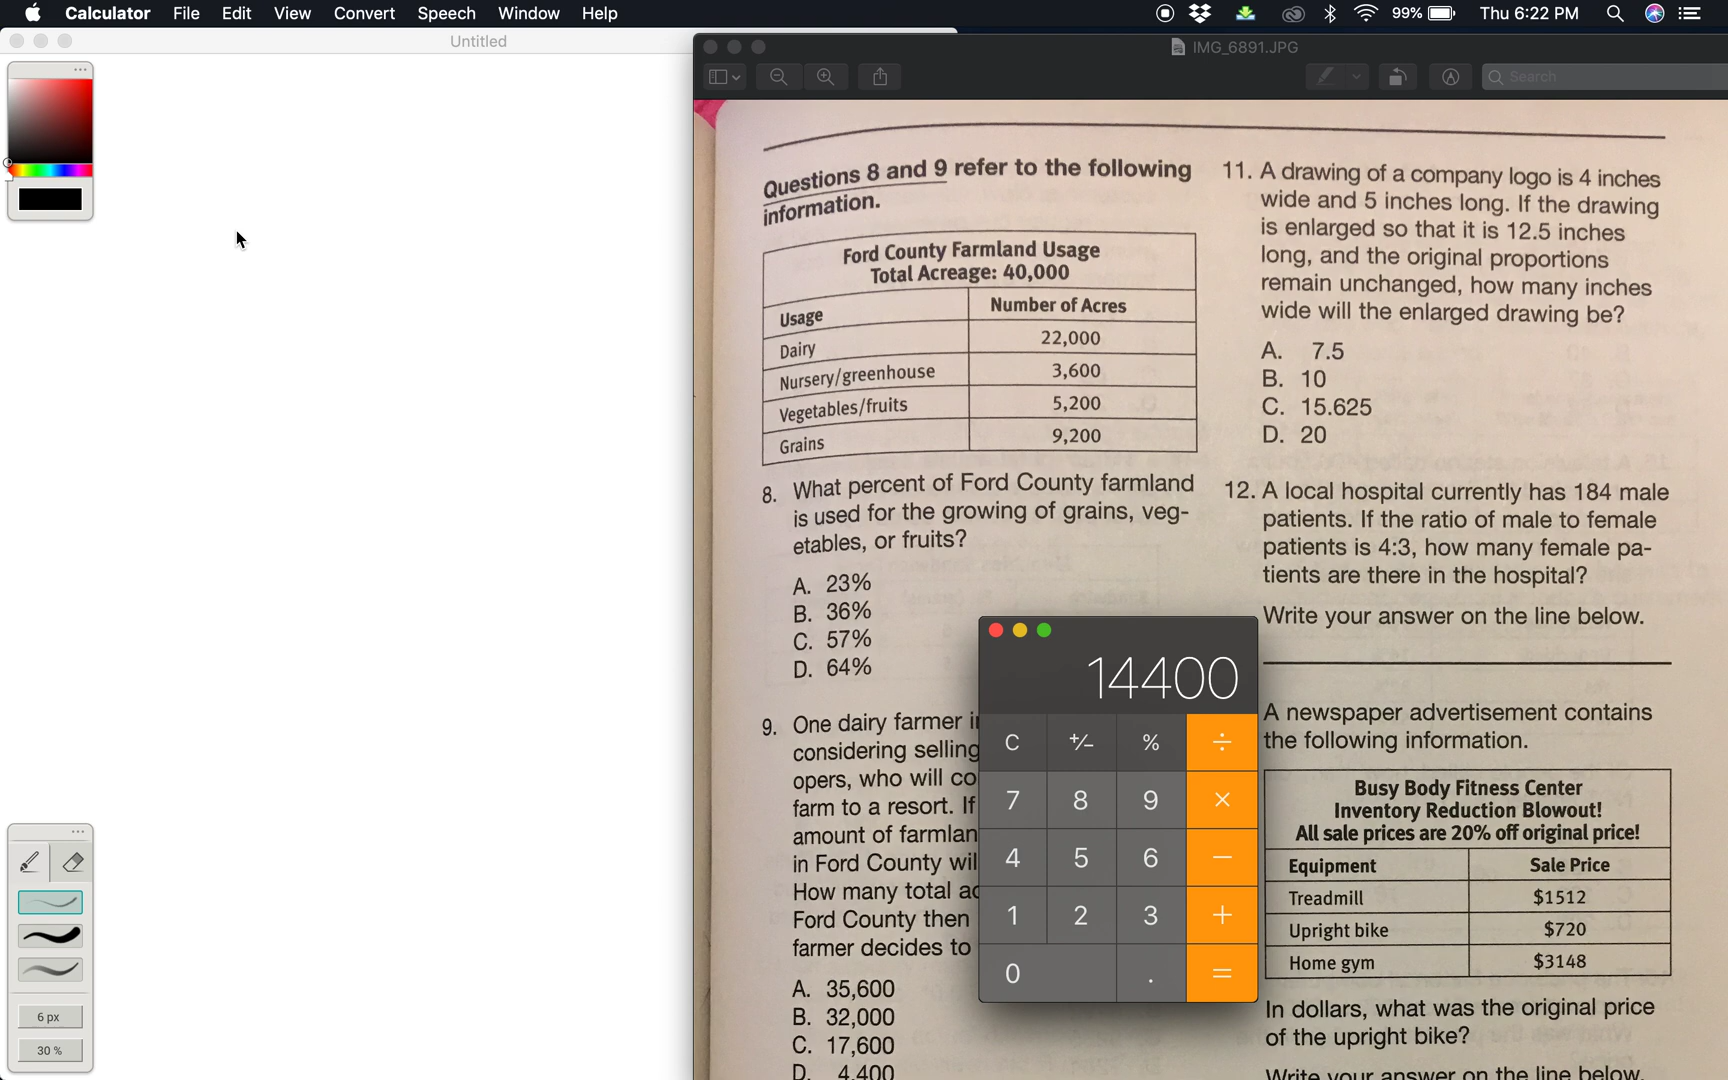 Calculator File Edit View Convert Speech Window Help 99% Thu 6:22 PM
Untitled
6 px
30 %
IMG_6891.JPG
Search
Questions 8 and 9 refer to the following
information.
Ford County Farmland Usage
Total Acreage: 40,000
Usage Number of Acres
Dairy 22,000
Nursery/greenhouse 3,600
Vegetables/fruits 5,200
Grains 9,200
8. What percent of Ford County farmland
is used for the growing of grains, veg-
etables, or fruits?
A. 23%
B. 36%
C. 57%
D. 64%
9. One dairy farmer
considering selling
opers, who will co
farm to a resort. If
amount of farmlan
in Ford County wil
How many total ac
Ford County then
farmer decides to
A. 35,600
B. 32,000
C. 17,600
D. 4,400
14400
C +/− % ÷
7 8 9 ×
4 5 6 −
1 2 3 +
0 . =
11. A drawing of a company logo is 4 inches
wide and 5 inches long. If the drawing
is enlarged so that it is 12.5 inches
long, and the original proportions
remain unchanged, how many inches
wide will the enlarged drawing be?
A. 7.5
B. 10
C. 15.625
D. 20
12. A local hospital currently has 184 male
patients. If the ratio of male to female
patients is 4:3, how many female pa-
tients are there in the hospital?
Write your answer on the line below.
A newspaper advertisement contains
the following information.
Busy Body Fitness Center
Inventory Reduction Blowout!
All sale prices are 20% off original price!
Equipment Sale Price
Treadmill $1512
Upright bike $720
Home gym $3148
In dollars, what was the original price
of the upright bike?
Write your answer on the line below.